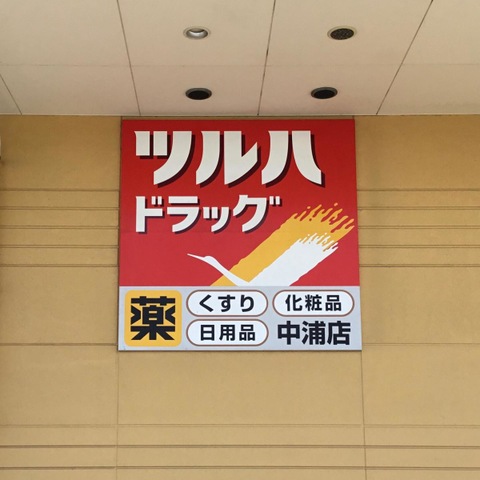 ツルハ
ドラッグ
薬
くすり 化粧品
日用品 中浦店